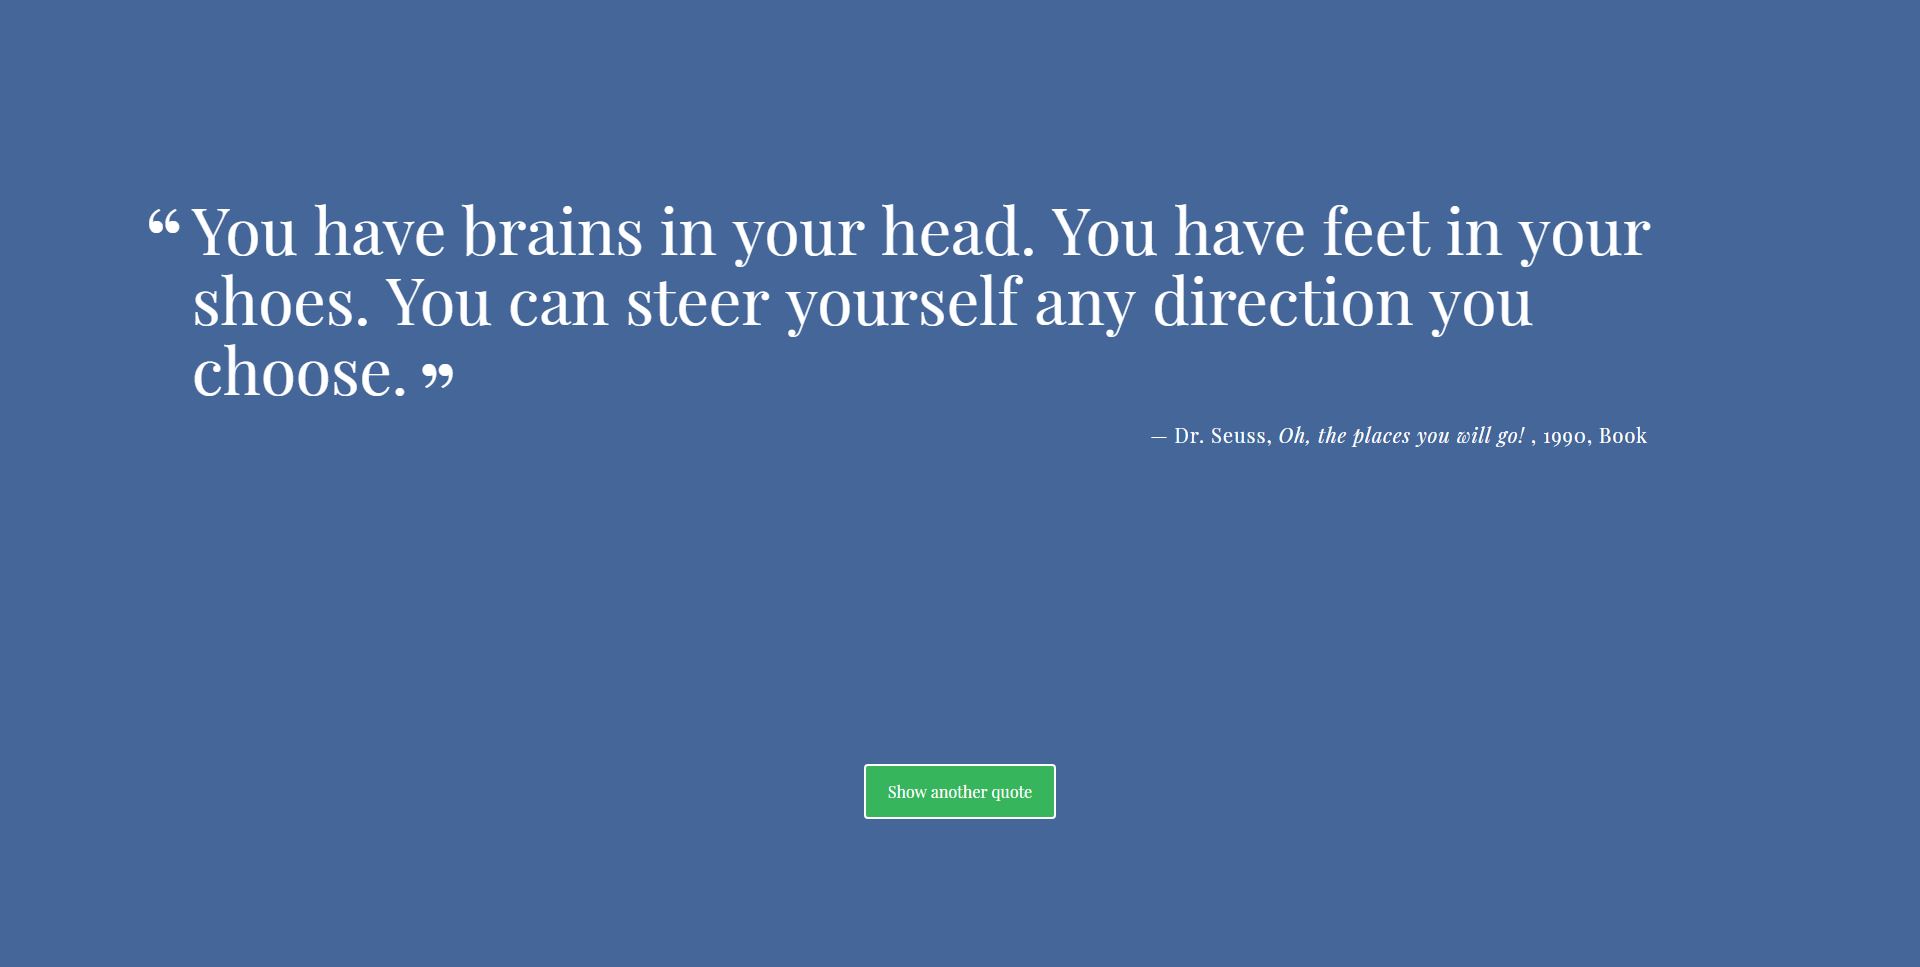 “ You have brains in your head. You have feet in your
shoes. You can steer yourself any direction you
choose. ”
— Dr. Seuss, Oh, the places you will go! , 1990, Book
Show another quote